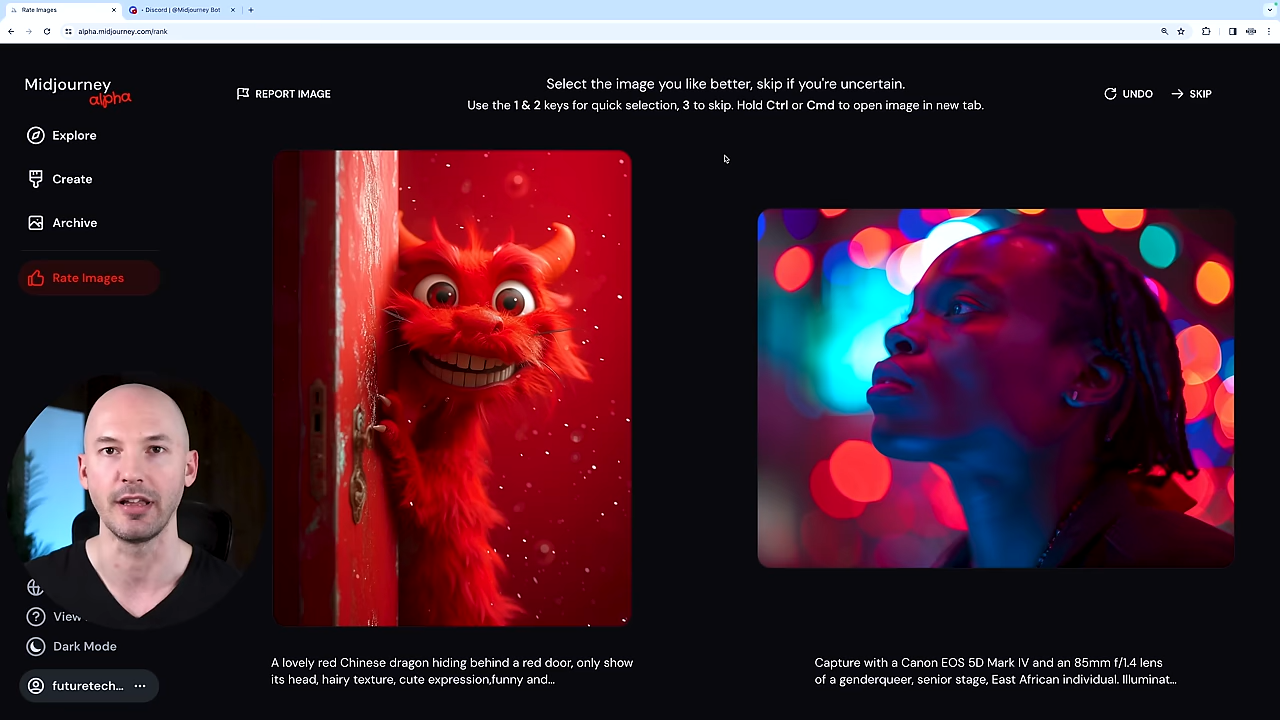 Rate Images
Discord | @Midjourney Bot
alpha.midjourney.com/rank
Midjourney
alpha
REPORT IMAGE
Select the image you like better, skip if you're uncertain.
Use the 1 & 2 keys for quick selection, 3 to skip. Hold Ctrl or Cmd to open image in new tab.
UNDO
SKIP
Explore
Create
Archive
Rate Images
View
Dark Mode
futuretech...
A lovely red Chinese dragon hiding behind a red door, only show
its head, hairy texture, cute expression,funny and...
Capture with a Canon EOS 5D Mark IV and an 85mm f/1.4 lens
of a genderqueer, senior stage, East African individual. Illuminat...